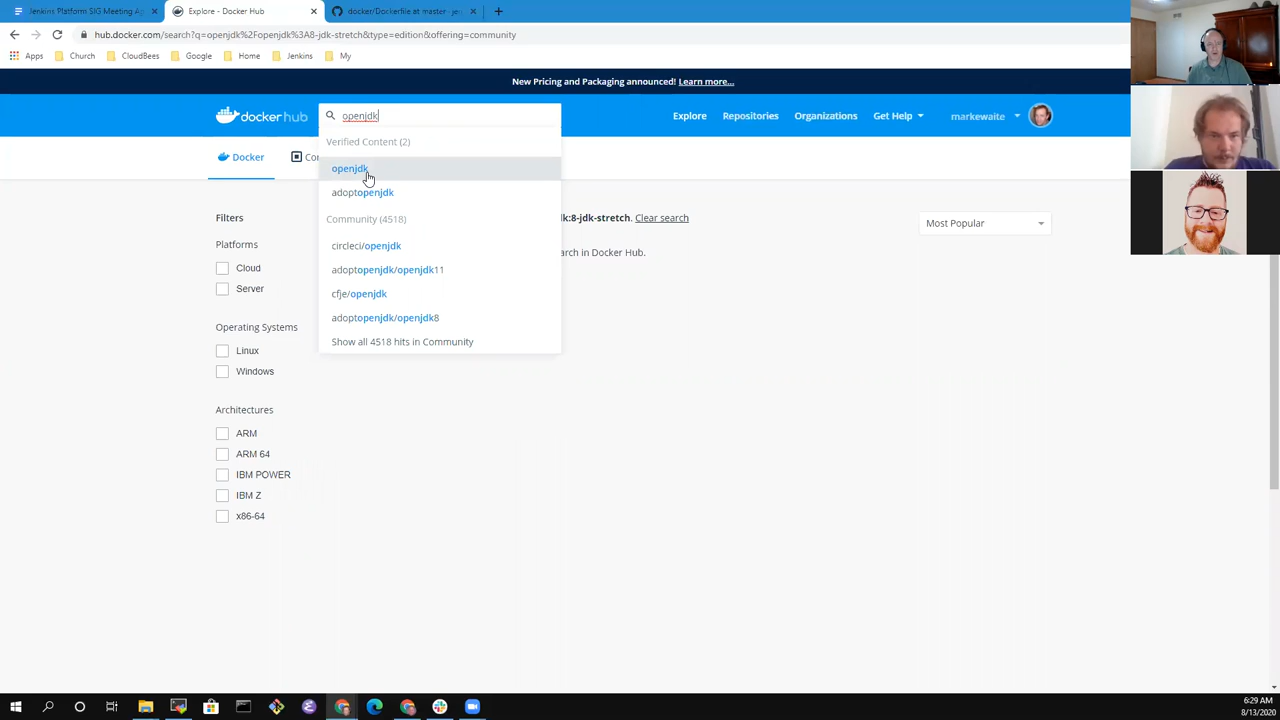 Jenkins Platform SIG Meeting Ag
Explore - Docker Hub
docker/Dockerfile at master · jen
hub.docker.com/search?q=openjdk%2Fopenjdk%3A8-jdk-stretch&type=edition&offering=community
Apps
Church
CloudBees
Google
Home
Jenkins
My
New Pricing and Packaging announced! Learn more...
dockerhub
openjdk
Explore
Repositories
Organizations
Get Help
markewaite
Verified Content (2)
Docker
Co
openjdk
adoptopenjdk
Community (4518)
circleci/openjdk
adoptopenjdk/openjdk11
cfje/openjdk
adoptopenjdk/openjdk8
Show all 4518 hits in Community
dk:8-jdk-stretch. Clear search
Most Popular
earch in Docker Hub.
Filters
Platforms
Cloud
Server
Operating Systems
Linux
Windows
Architectures
ARM
ARM 64
IBM POWER
IBM Z
x86-64
6:29 AM
8/13/2020